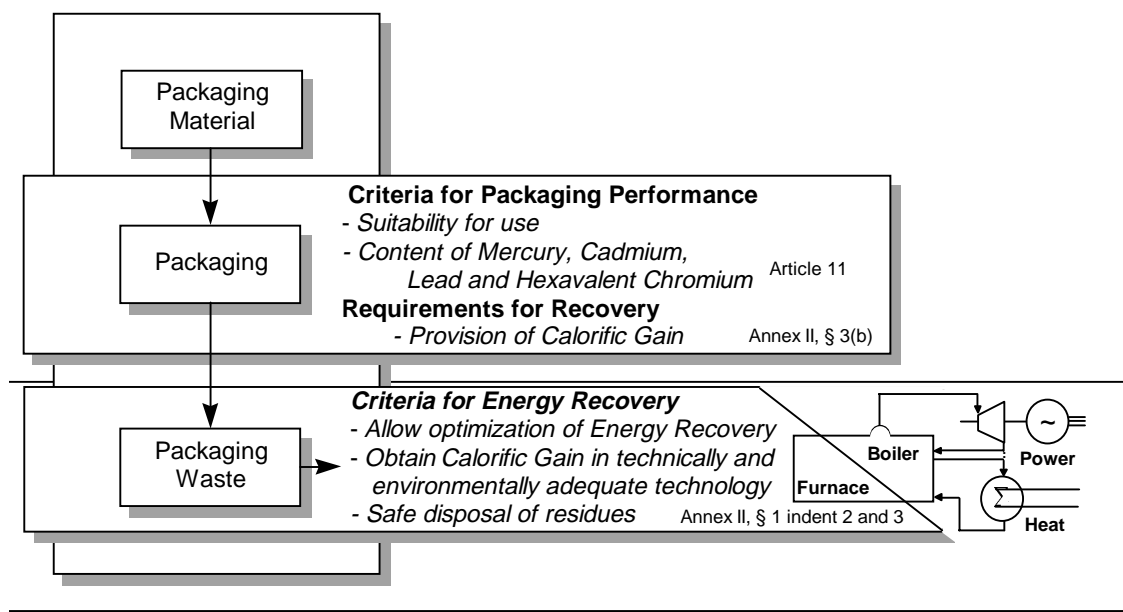 Packaging
Material
Criteria for Packaging Performance
- Suitability for use
- Content of Mercury, Cadmium,
Lead and Hexavalent Chromium
Article 11
Packaging
Requirements for Recovery
- Provision of Calorific Gain
Annex II, § 3(b)
Criteria for Energy Recovery
- Allow optimization of Energy Recovery
- Obtain Calorific Gain in technically and
environmentally adequate technology
- Safe disposal of residues
Annex II, § 1 indent 2 and 3
Packaging
Waste
Boiler
Furnace
~
Power
Σ
Heat